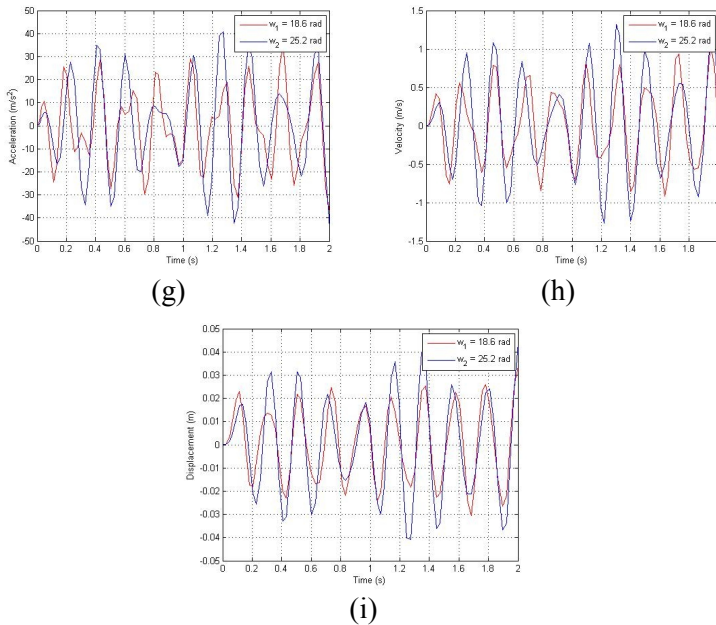 50
40
30
20
10
0
-10
-20
-30
-40
-50
0 0.2 0.4 0.6 0.8 1 1.2 1.4 1.6 1.8 2
Acceleration (m/s²)
Time (s)
w₁ = 18.6 rad
w₂ = 25.2 rad
(g)
1.5
1
0.5
0
-0.5
-1
-1.5
0 0.2 0.4 0.6 0.8 1 1.2 1.4 1.6 1.8
Velocity (m/s)
Time (s)
w₁ = 18.6 rad
w₂ = 25.2 rad
(h)
0.05
0.04
0.03
0.02
0.01
0
-0.01
-0.02
-0.03
-0.04
-0.05
0 0.2 0.4 0.6 0.8 1 1.2 1.4 1.6 1.8 2
Displacement (m)
Time (s)
w₁ = 18.6 rad
w₂ = 25.2 rad
(i)